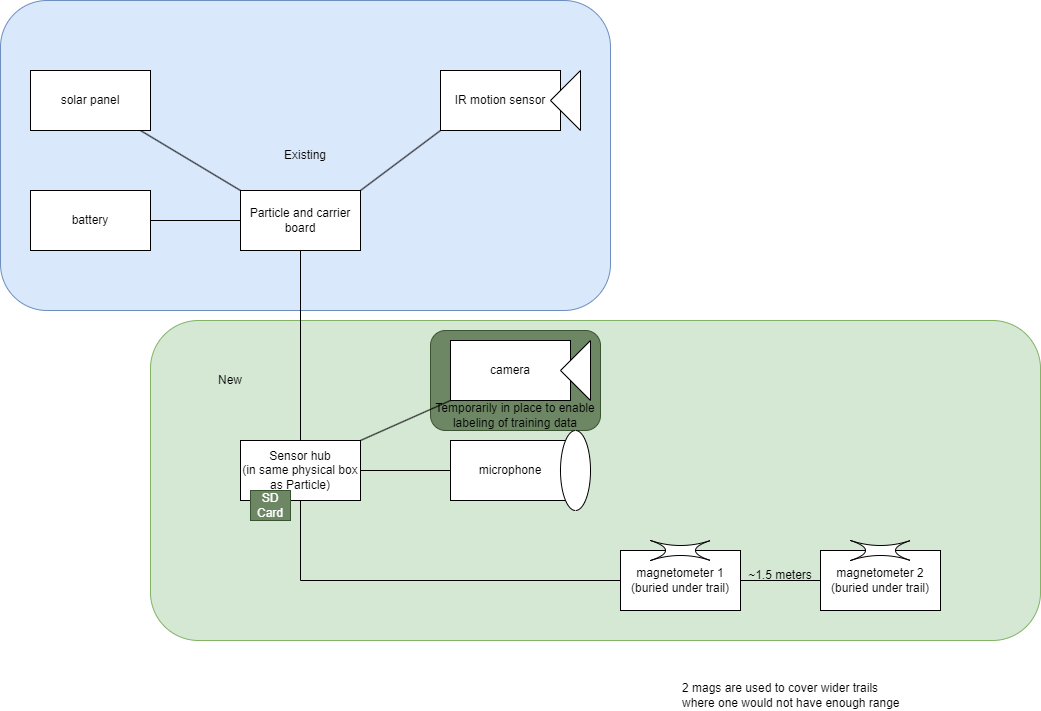 solar panel
IR motion sensor
Existing
battery
Particle and carrier
board
New
camera
Temporarily in place to enable
labeling of training data
Sensor hub
(in same physical box
as Particle)
SD
Card
microphone
magnetometer 1
(buried under trail)
~1.5 meters
magnetometer 2
(buried under trail)
2 mags are used to cover wider trails
where one would not have enough range